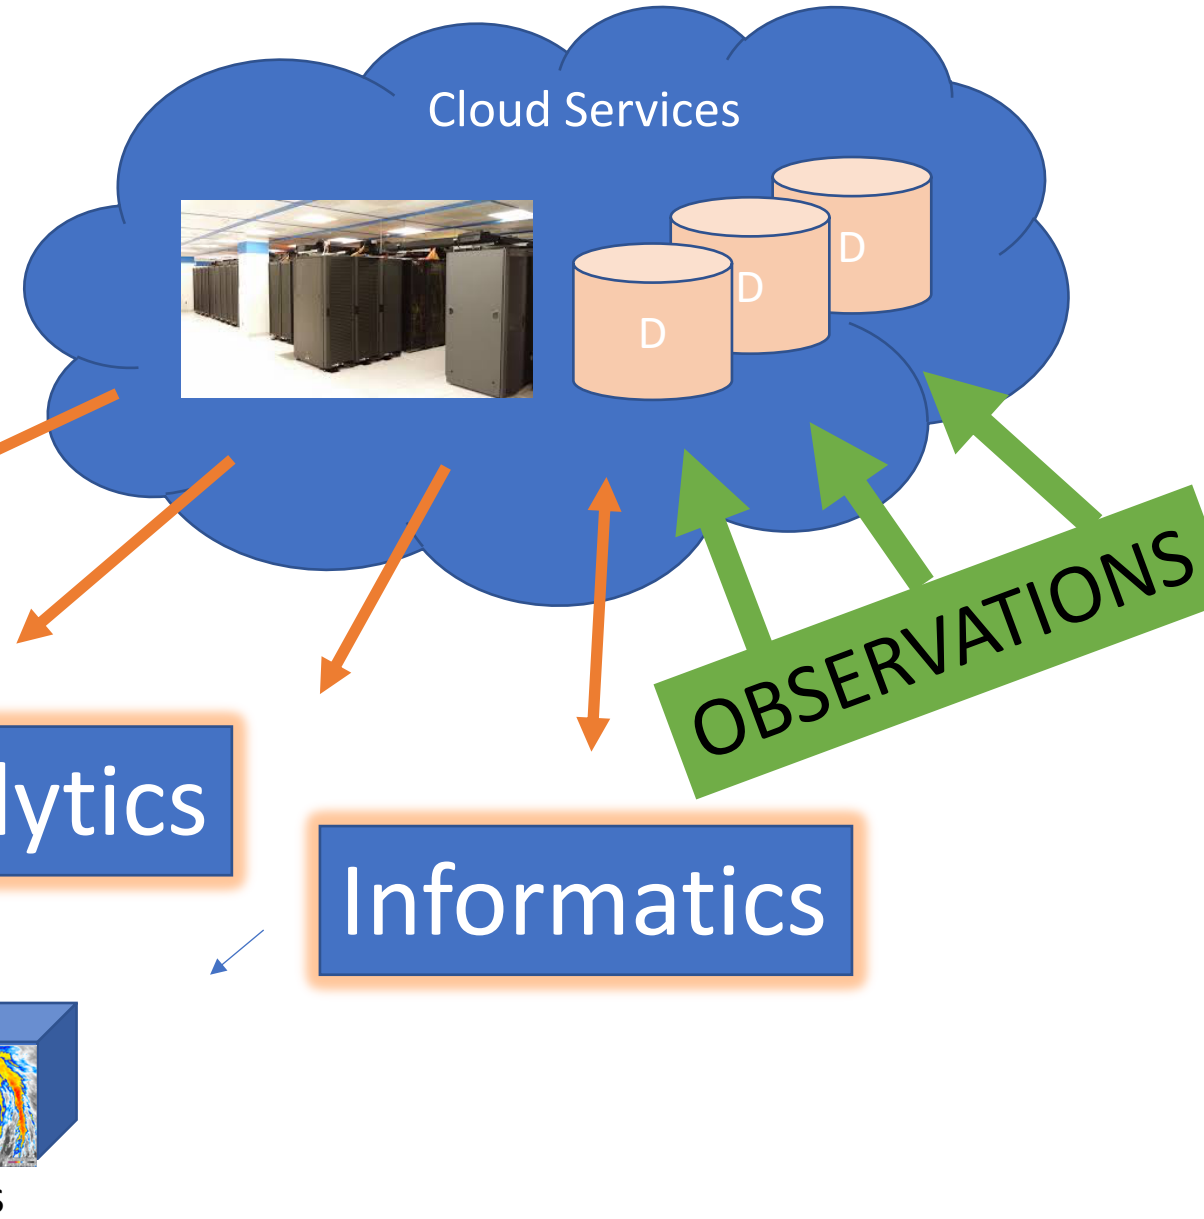 Cloud Services
D
D
D
OBSERVATIONS
lytics
Informatics
s